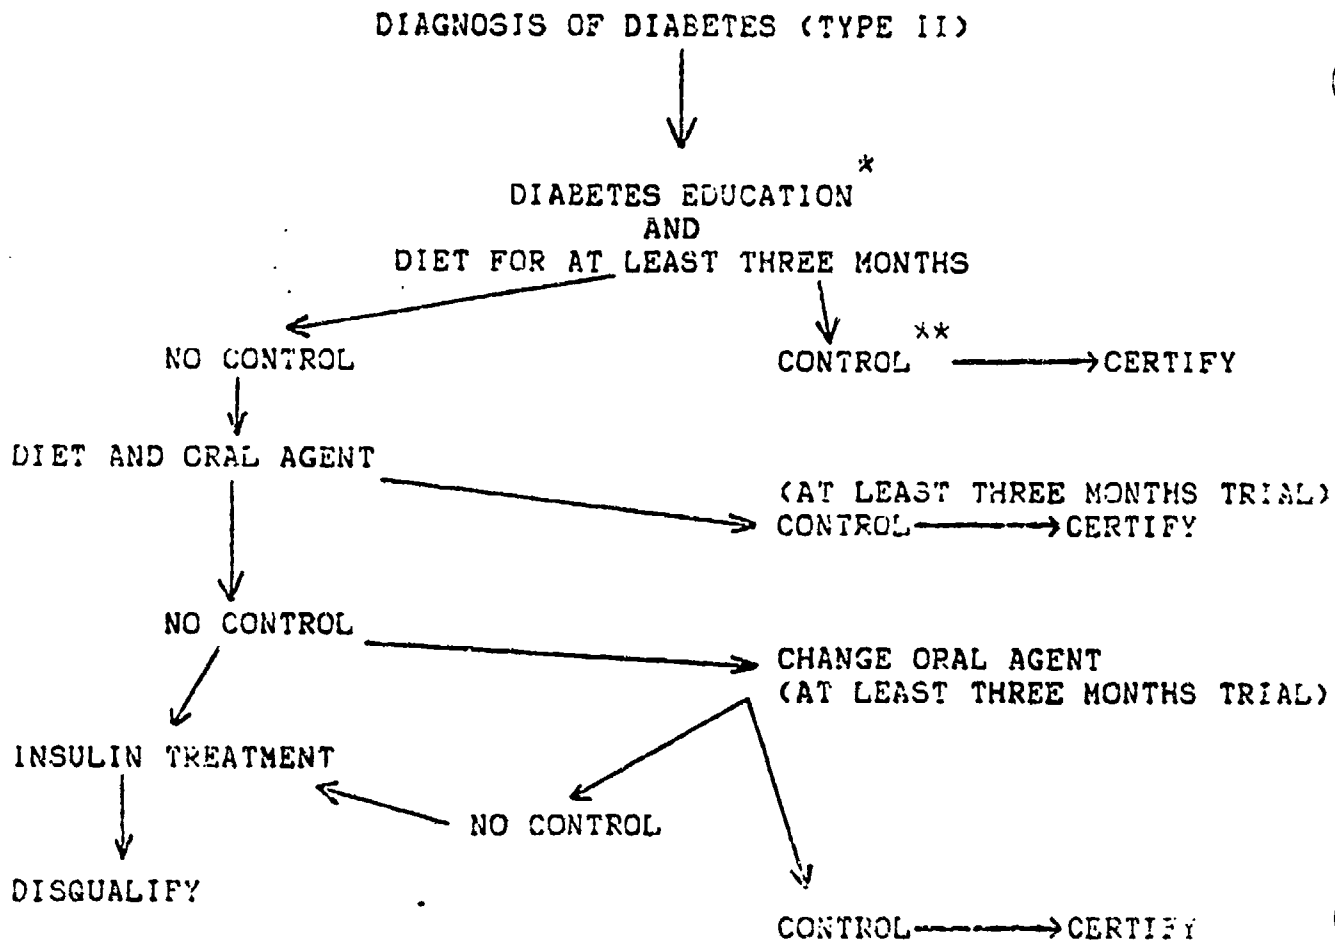 DIAGNOSIS OF DIABETES (TYPE II)
DIABETES EDUCATION*
AND
DIET FOR AT LEAST THREE MONTHS
NO CONTROL
CONTROL** CERTIFY
DIET AND ORAL AGENT
(AT LEAST THREE MONTHS TRIAL)
CONTROL CERTIFY
NO CONTROL
CHANGE ORAL AGENT
(AT LEAST THREE MONTHS TRIAL)
INSULIN TREATMENT
NO CONTROL
DISQUALIFY
CONTROL CERTIFY